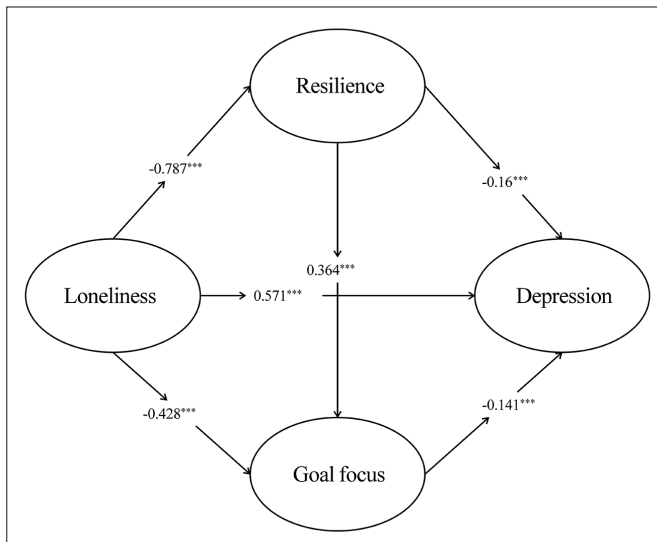 Resilience
-0.787***
-0.16***
0.364***
Loneliness
0.571***
Depression
-0.428***
-0.141***
Goal focus